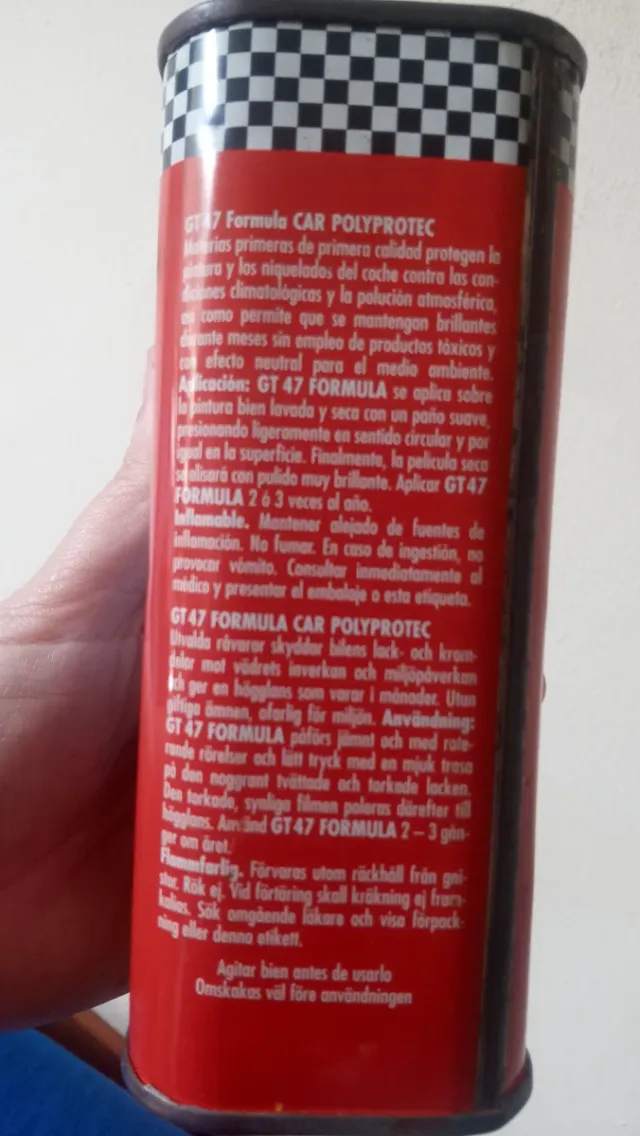 GT47 Formula CAR POLYPROTEC
Materias primeras de primera calidad protegen la
pintura y los niquelados del coche contra las con-
diciones climatológicas y la polución atmosférica,
así como permite que se mantengan brillantes
durante meses sin empleo de productos tóxicos y
con efecto neutral para el medio ambiente.
Aplicación: GT 47 FORMULA se aplica sobre
la pintura bien lavada y seca con un paño suave,
presionando ligeramente en sentido circular y por
igual en la superficie. Finalmente, la película seca
se alisará con pulido muy brillante. Aplicar GT47
FORMULA 2 ó 3 veces al año.
Inflamable. Mantener alejado de fuentes de
inflamación. No fumar. En caso de ingestión, no
provocar vómito. Consultar inmediatamente al
médico y presentar el embalaje o esta etiqueta.
GT47 FORMULA CAR POLYPROTEC
Utvalda råvaror skyddar bilens lack- och krom-
delar mot vädrets inverkan och miljöpåverkan
och ger en högglans som varar i månader. Utan
giftiga ämnen, ofarlig för miljön. Användning:
GT 47 FORMULA påförs jämnt och med rote-
rande rörelser och lätt tryck med en mjuk trasa
på den noggrant tvättade och torkade lacken.
Den torkade, synliga filmen poleras därefter till
högglans. Använd GT47 FORMULA 2 – 3 gån-
ger om året.
Flammfarlig. Förvaras utom räckhåll från gni-
stor. Rök ej. Vid förtäring skall kräkning ej fram-
kallas. Sök omgående läkare och visa förpack-
ning eller denna etikett.
Agitar bien antes de usarlo
Omskakas väl före användningen